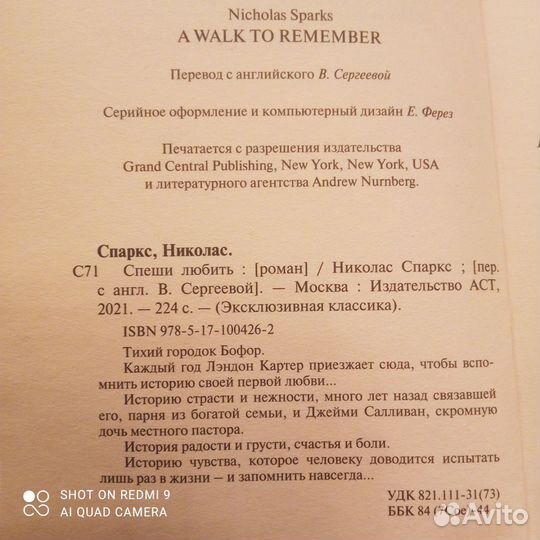 Nicholas Sparks
A WALK TO REMEMBER
Перевод с английского В. Сергеевой
Серийное оформление и компьютерный дизайн Е. Ферез
Печатается с разрешения издательства
Grand Central Publishing, New York, New York, USA
и литературного агентства Andrew Nurnberg.
Спаркс, Николас.
С71 Спеши любить : [роман] / Николас Спаркс ; [пер.
с англ. В. Сергеевой]. — Москва : Издательство АСТ,
2021. — 224 с. — (Эксклюзивная классика).
ISBN 978-5-17-100426-2
Тихий городок Бофор.
Каждый год Лэндон Картер приезжает сюда, чтобы вспо-
мнить историю своей первой любви...
Историю страсти и нежности, много лет назад связавшей
его, парня из богатой семьи, и Джейми Салливан, скромную
дочь местного пастора.
История радости и грусти, счастья и боли.
Историю чувства, которое человеку доводится испытать
лишь раз в жизни — и запомнить навсегда...
УДК 821.111-31(73)
ББК 84 (7Сое)-44
SHOT ON REDMI 9
AI QUAD CAMERA
Avito